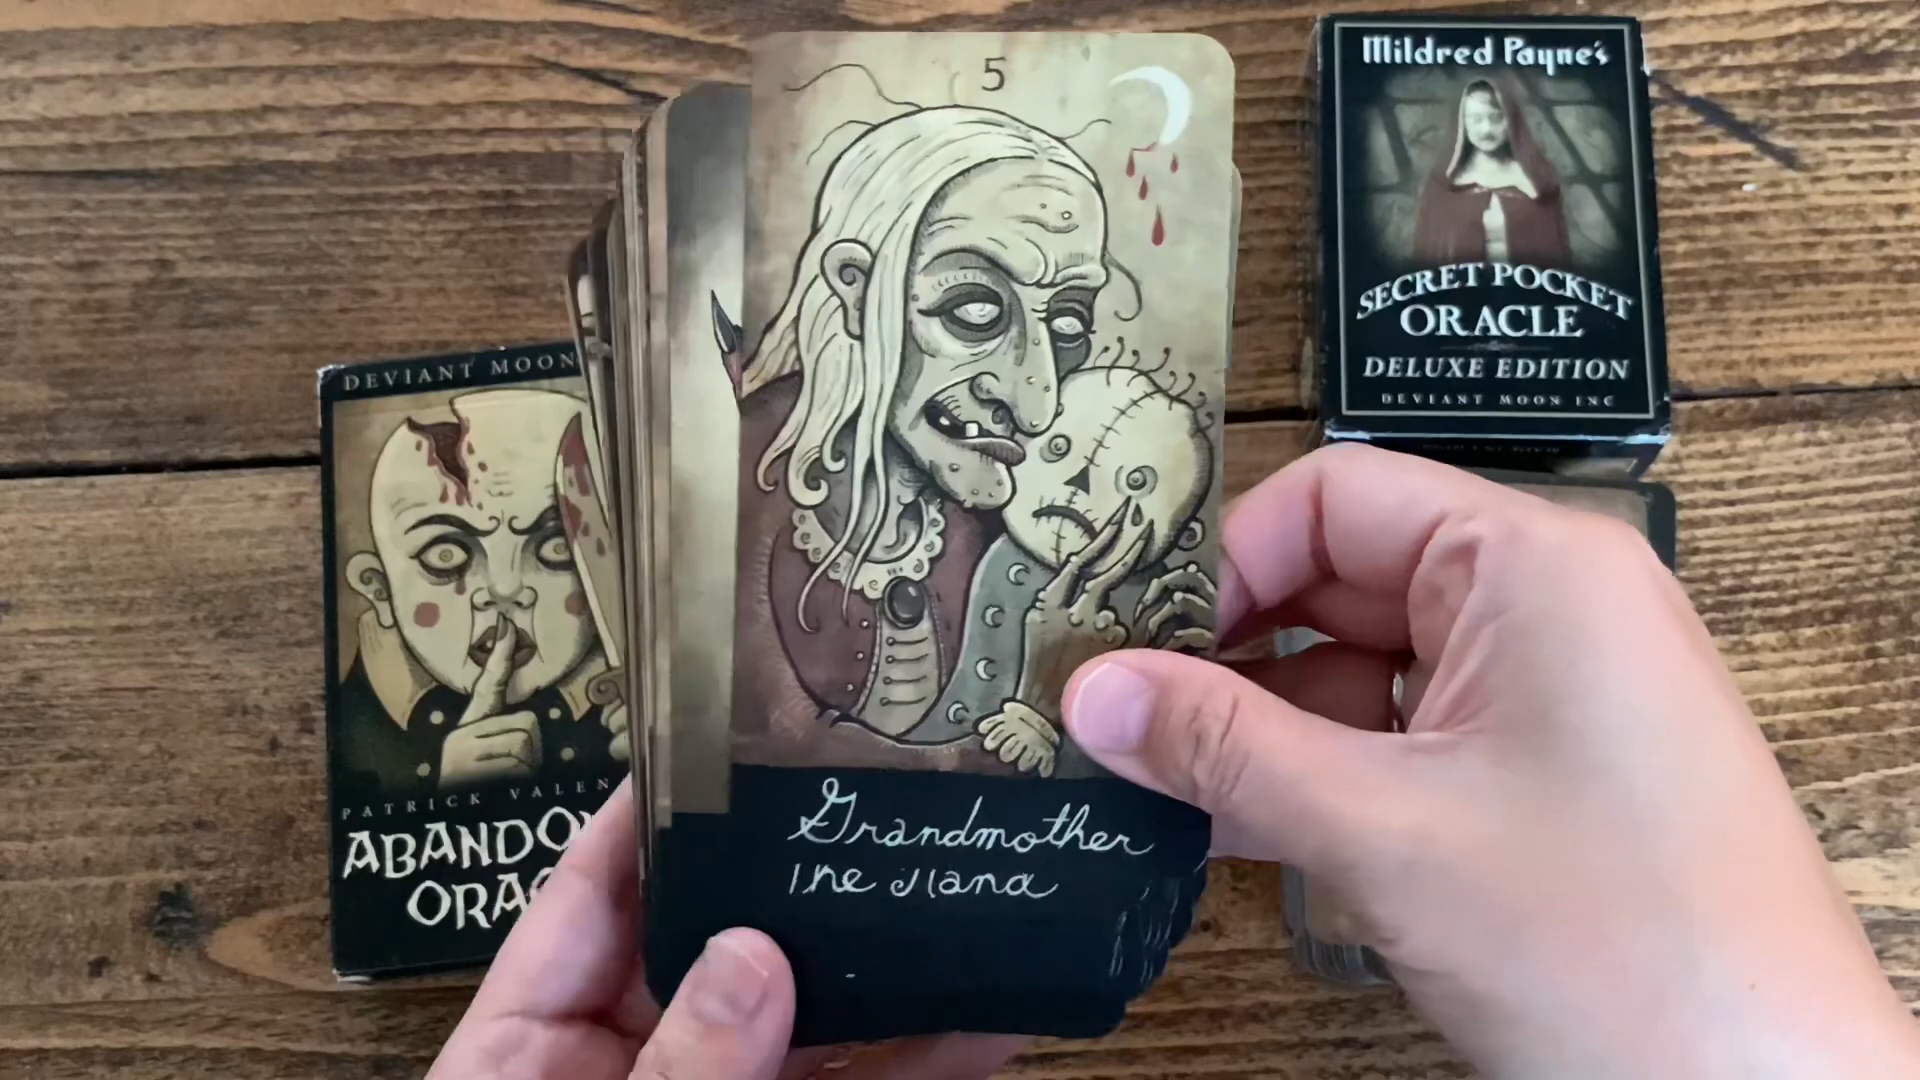 5
Grandmother
The Hand
Mildred Payne's
SECRET POCKET
ORACLE
DELUXE EDITION
DEVIANT MOON INC
DEVIANT MOON
PATRICK VALEN
ABANDO
ORA